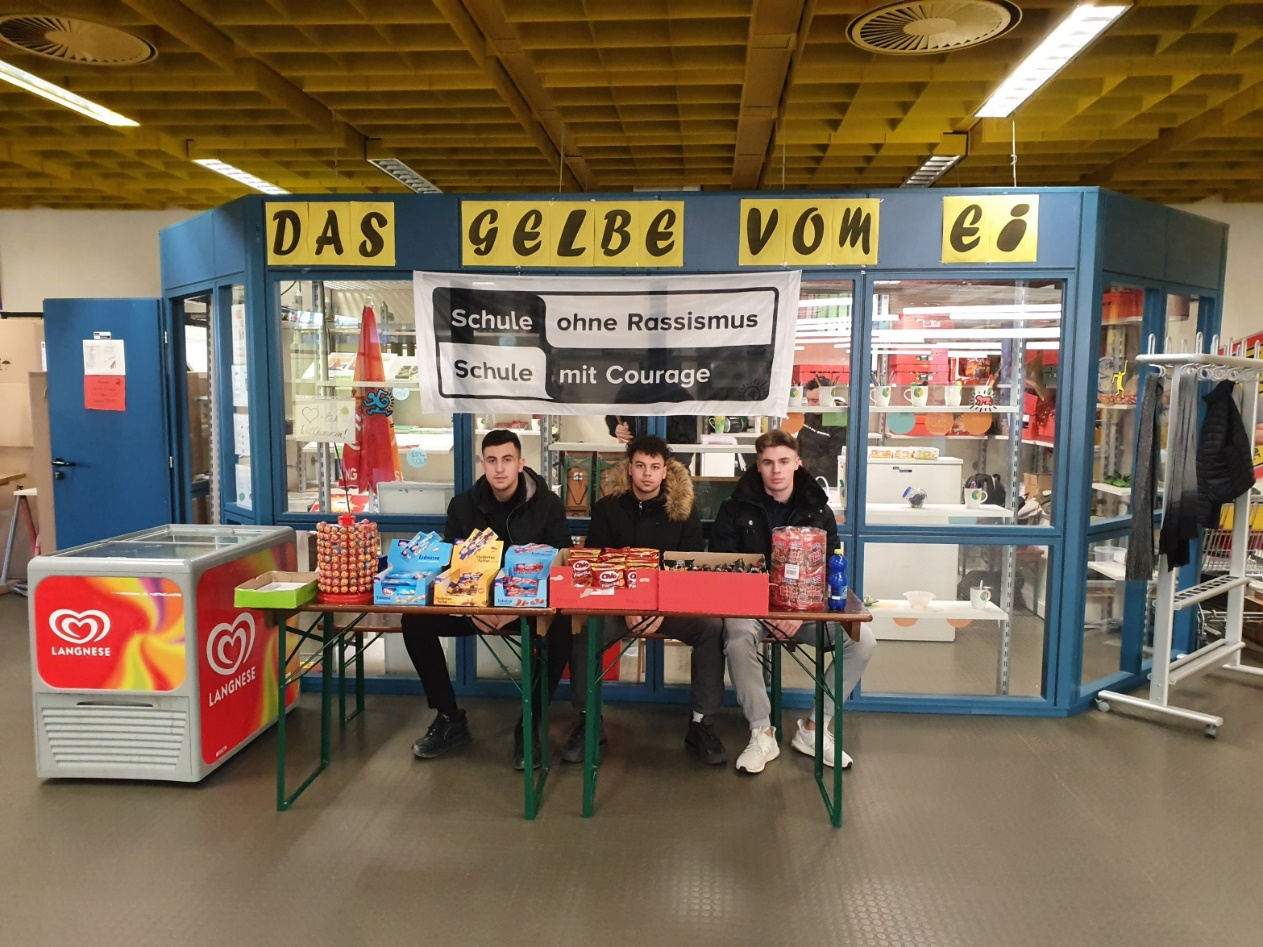 DAS GELBE VOM Ei
Schule ohne Rassismus
Schule mit Courage
LANGNESE
LANGNESE